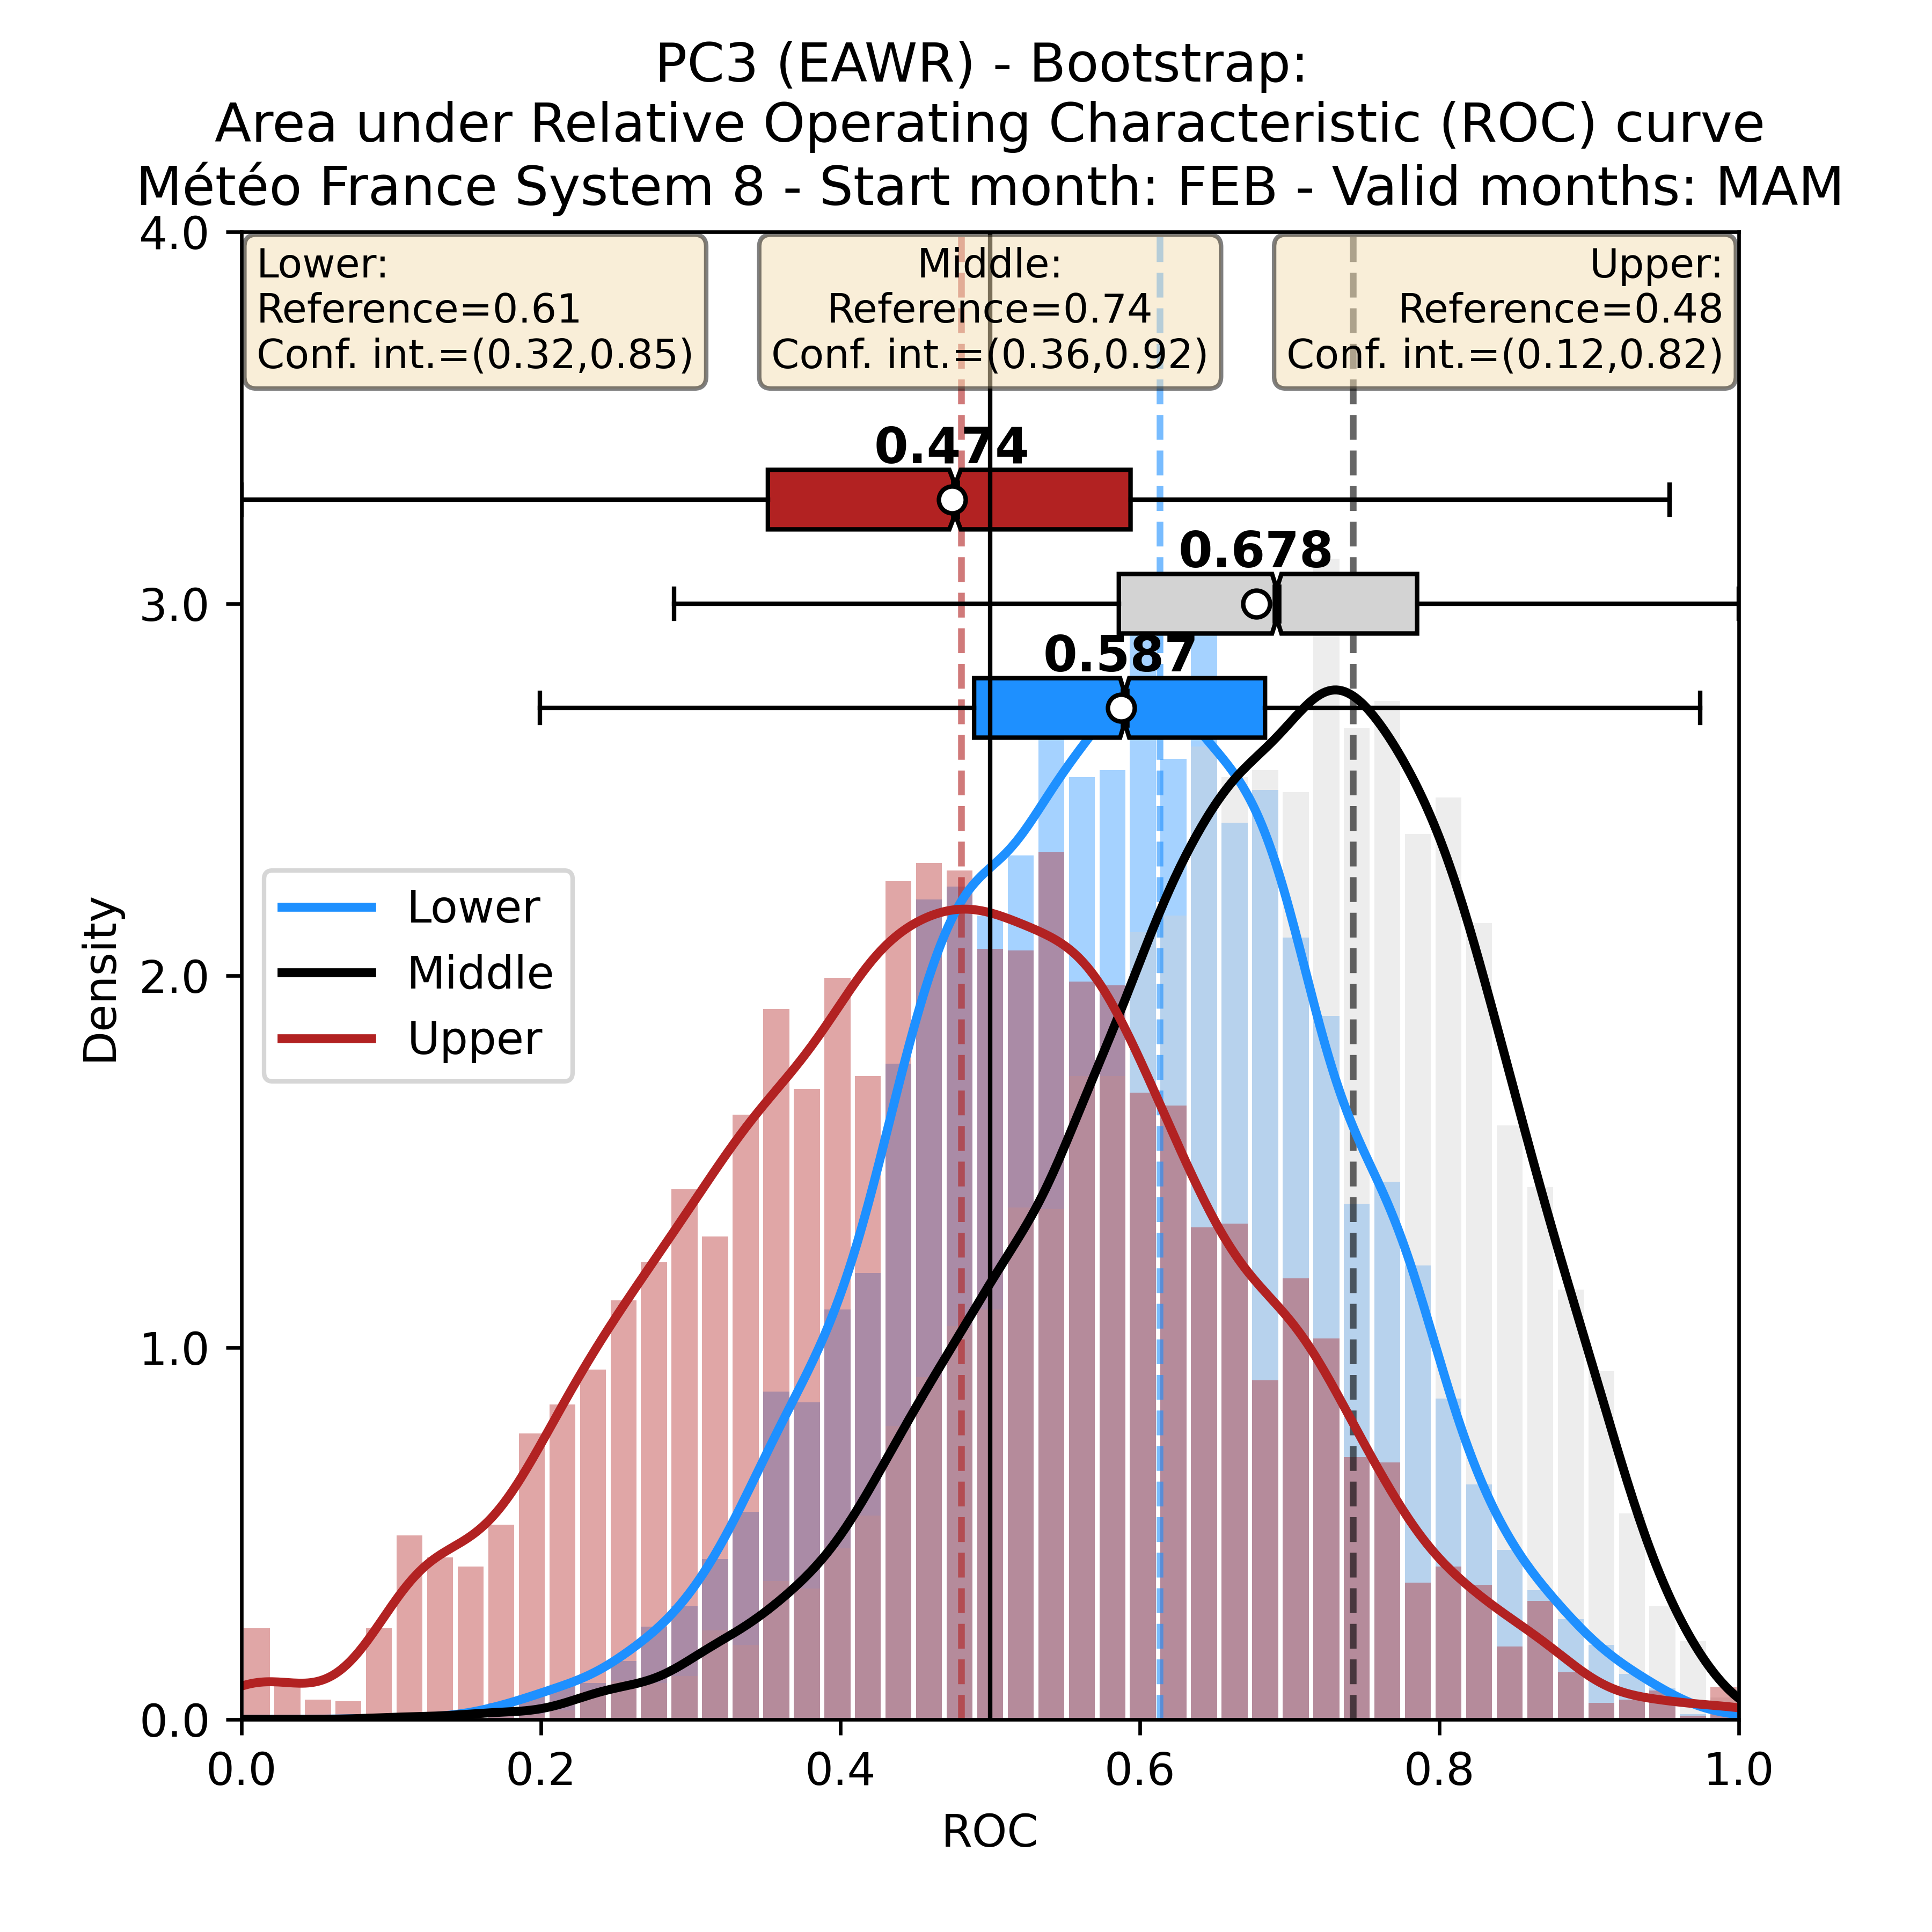 PC3 (EAWR) - Bootstrap:
Area under Relative Operating Characteristic (ROC) curve
Météo France System 8 - Start month: FEB - Valid months: MAM
Lower:
Reference=0.61
Conf. int.=(0.32,0.85)
Middle:
Reference=0.74
Conf. int.=(0.36,0.92)
Upper:
Reference=0.48
Conf. int.=(0.12,0.82)
0.474
0.678
0.587
4.0
3.0
2.0
1.0
0.0
Density
Lower
Middle
Upper
0.0 0.2 0.4 0.6 0.8 1.0
ROC